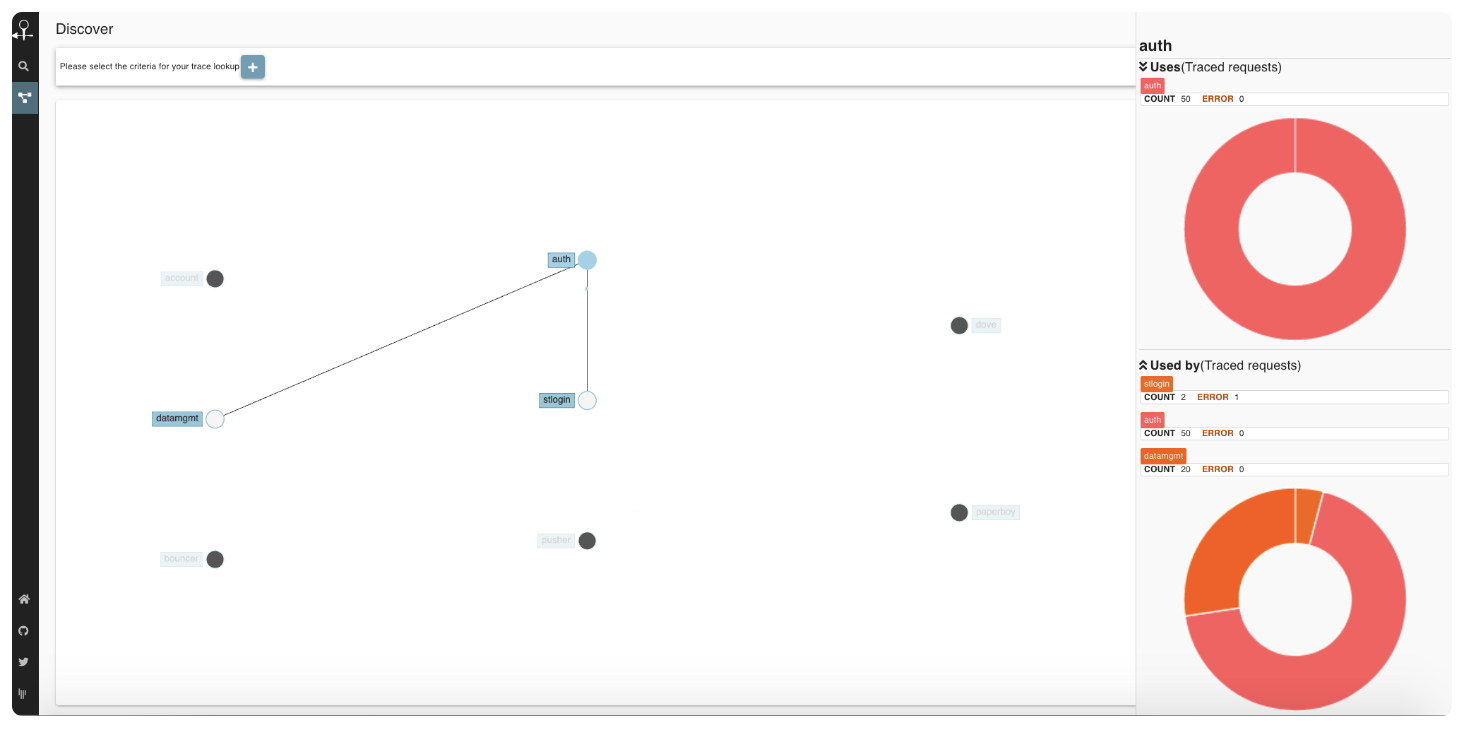 Discover
Please select the criteria for your trace lookup +
account
auth
dove
datamgmt
stlogin
paperboy
pusher
bouncer
auth
Uses(Traced requests)
auth
COUNT 50 ERROR 0
Used by(Traced requests)
stlogin
COUNT 2 ERROR 1
auth
COUNT 50 ERROR 0
datamgmt
COUNT 20 ERROR 0